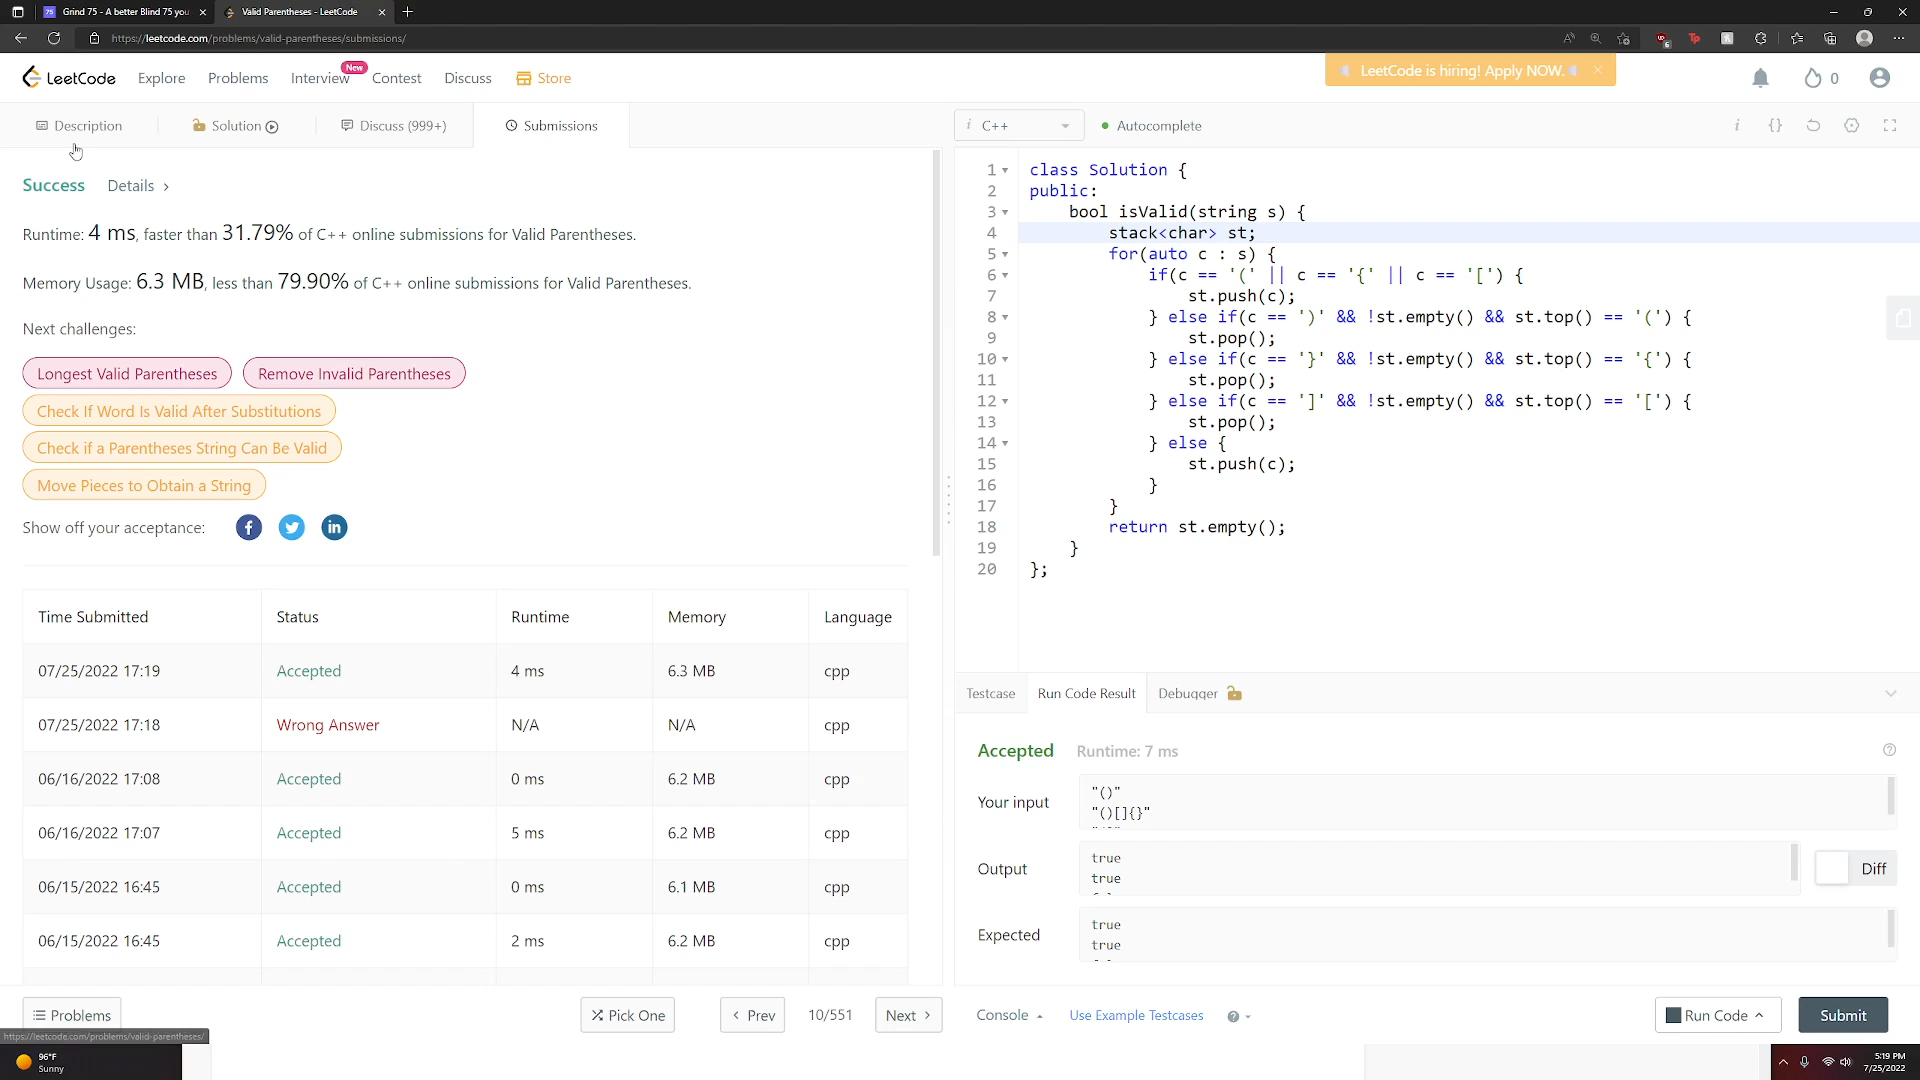 Grind 75 - A better Blind 75 you
Valid Parentheses - LeetCode
https://leetcode.com/problems/valid-parentheses/submissions/
LeetCode
Explore
Problems
Interview
New
Contest
Discuss
Store
LeetCode is hiring! Apply NOW.
0
Description
Solution
Discuss (999+)
Submissions
i C++
Autocomplete
Success
Details >
Runtime: 4 ms, faster than 31.79% of C++ online submissions for Valid Parentheses.
Memory Usage: 6.3 MB, less than 79.90% of C++ online submissions for Valid Parentheses.
Next challenges:
Longest Valid Parentheses
Remove Invalid Parentheses
Check If Word Is Valid After Substitutions
Check if a Parentheses String Can Be Valid
Move Pieces to Obtain a String
Show off your acceptance:
Time Submitted Status Runtime Memory Language
07/25/2022 17:19 Accepted 4 ms 6.3 MB cpp
07/25/2022 17:18 Wrong Answer N/A N/A cpp
06/16/2022 17:08 Accepted 0 ms 6.2 MB cpp
06/16/2022 17:07 Accepted 5 ms 6.2 MB cpp
06/15/2022 16:45 Accepted 0 ms 6.1 MB cpp
06/15/2022 16:45 Accepted 2 ms 6.2 MB cpp
1 class Solution {
2 public:
3 bool isValid(string s) {
4 stack<char> st;
5 for(auto c : s) {
6 if(c == '(' || c == '{' || c == '[') {
7 st.push(c);
8 } else if(c == ')' && !st.empty() && st.top() == '(') {
9 st.pop();
10 } else if(c == '}' && !st.empty() && st.top() == '{') {
11 st.pop();
12 } else if(c == ']' && !st.empty() && st.top() == '[') {
13 st.pop();
14 } else {
15 st.push(c);
16 }
17 }
18 return st.empty();
19 }
20 };
Testcase
Run Code Result
Debugger
Accepted
Runtime: 7 ms
Your input
"()"
"()[]{}"
Output
true
true
Diff
Expected
true
true
Problems
Pick One
< Prev
10/551
Next >
Console
Use Example Testcases
Run Code
Submit
https://leetcode.com/problems/valid-parentheses/
96°F
Sunny
5:19 PM
7/25/2022